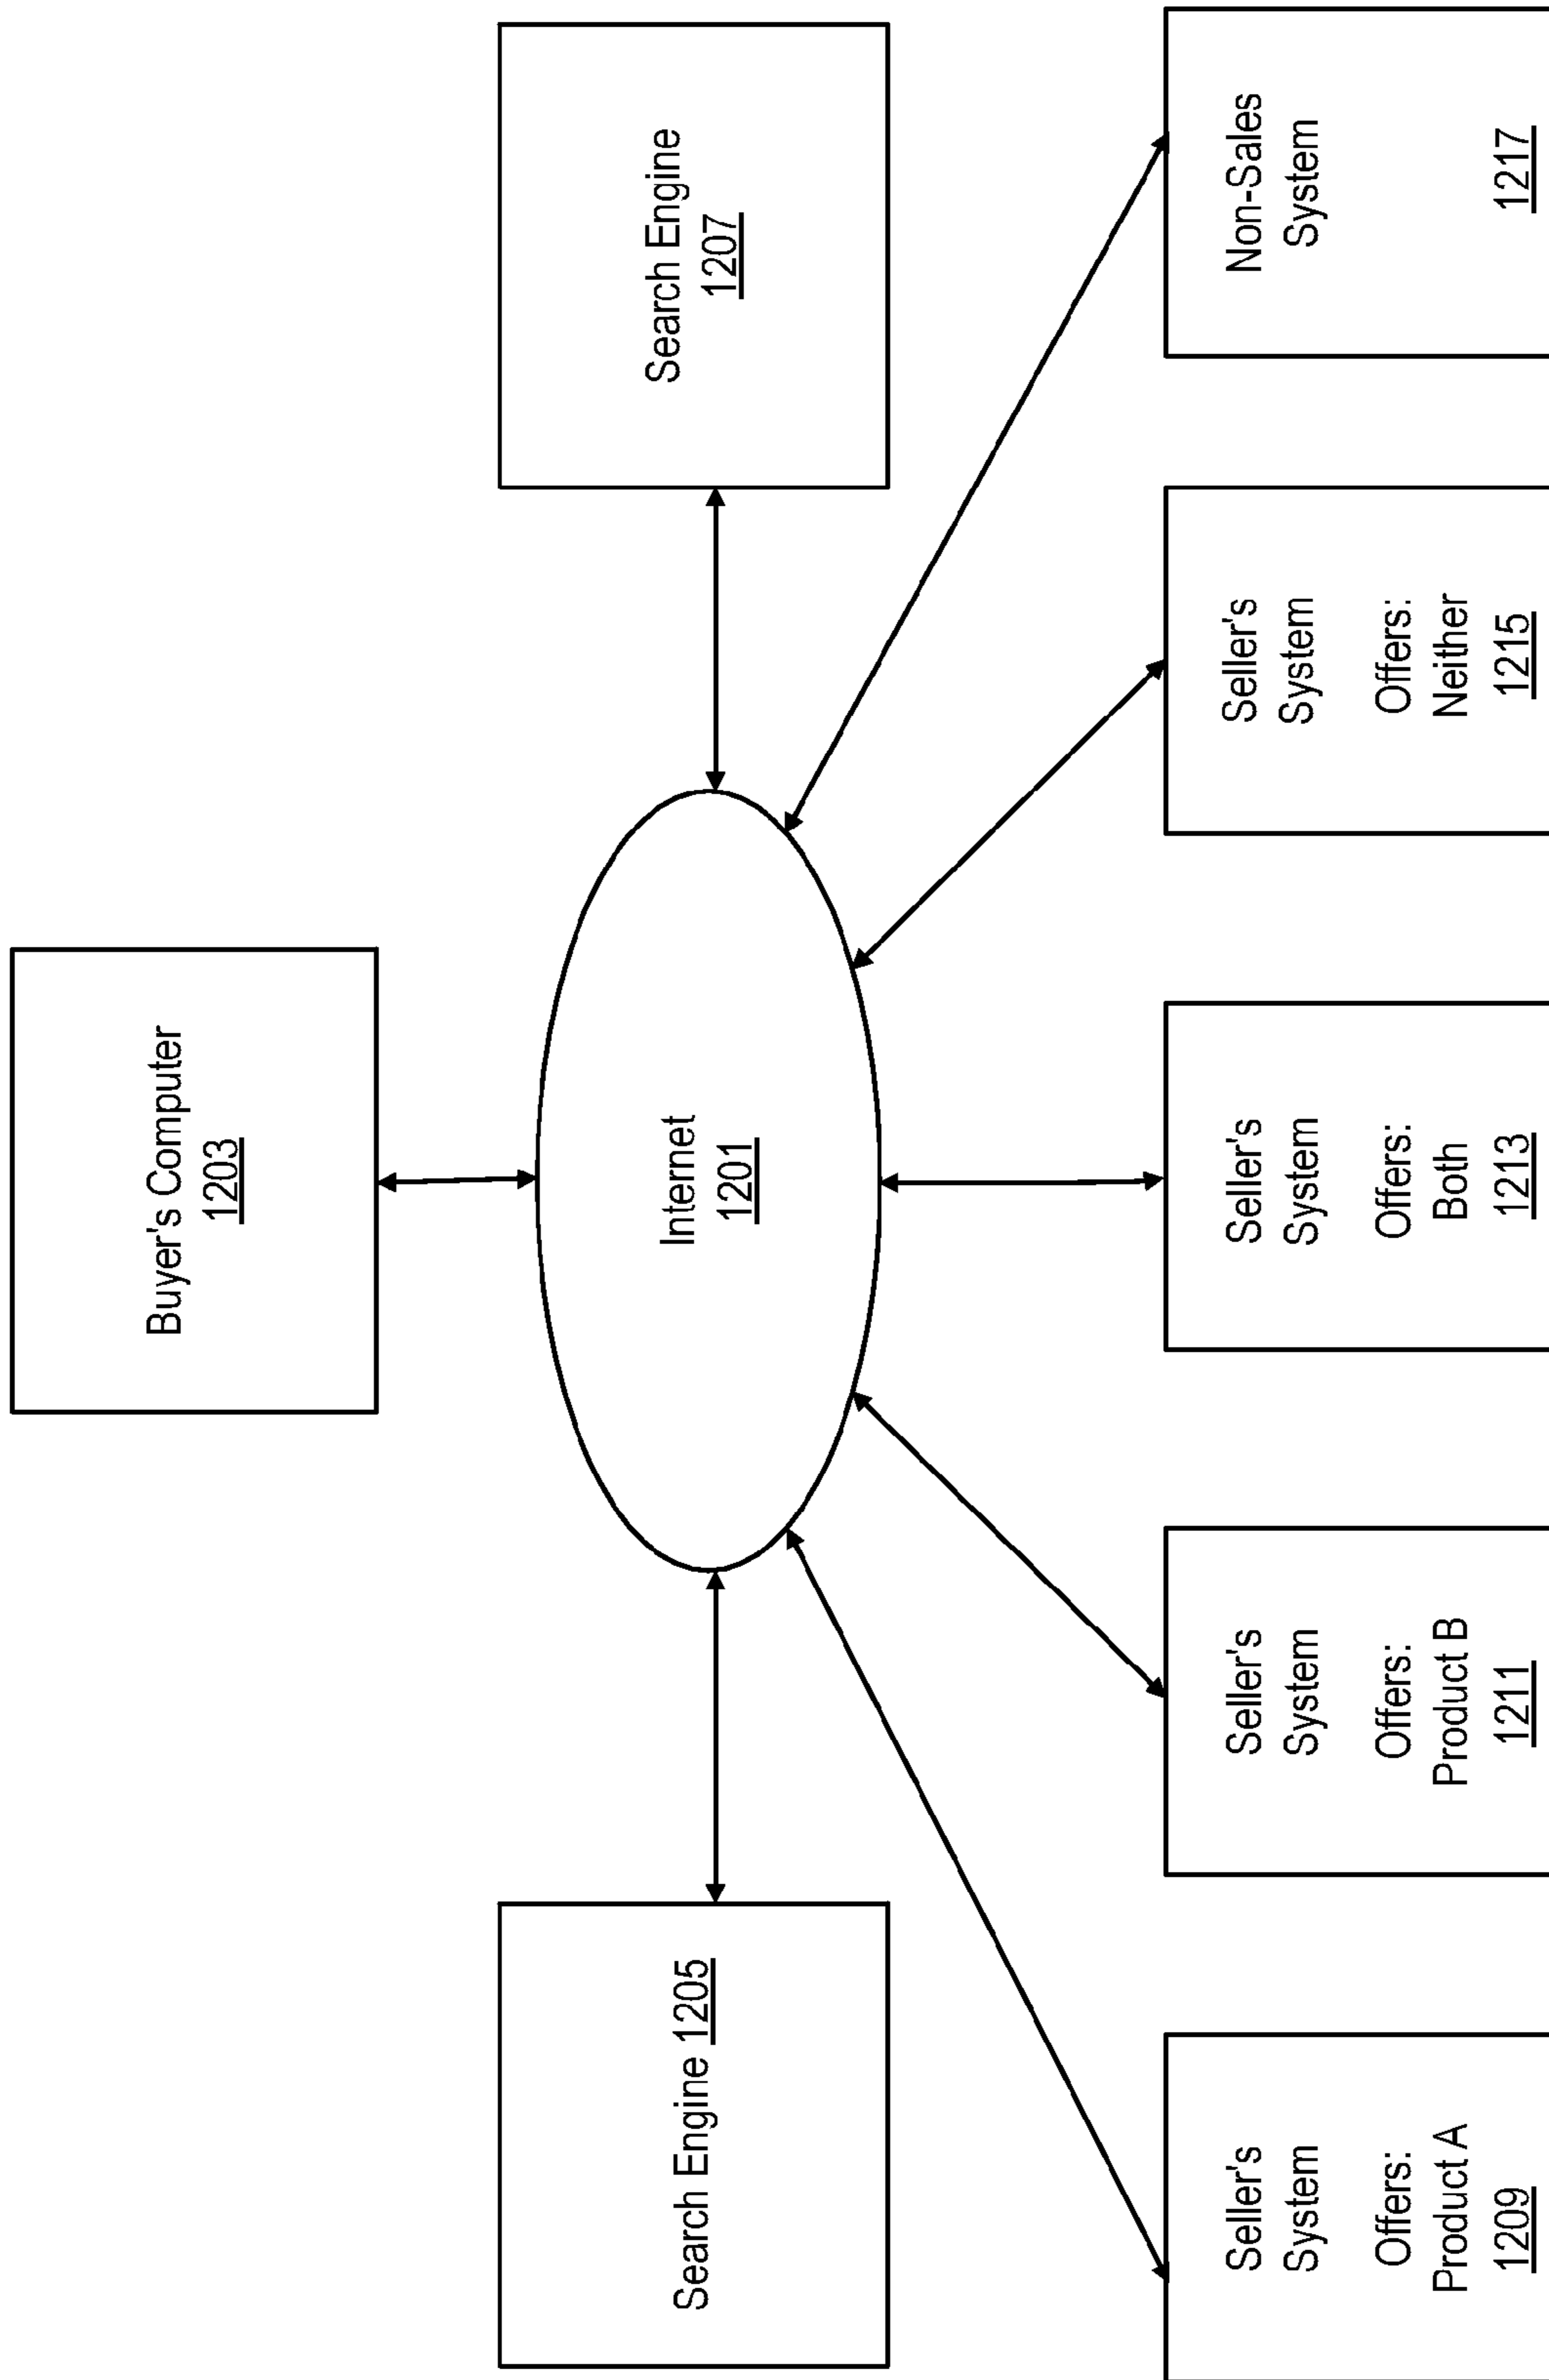 Buyer's Computer
1203
Search Engine 1205
Internet
1201
Search Engine
1207
Seller's
System
Offers:
Product A
1209
Seller's
System
Offers:
Product B
1211
Seller's
System
Offers:
Both
1213
Seller's
System
Offers:
Neither
1215
Non-Sales
System
1217